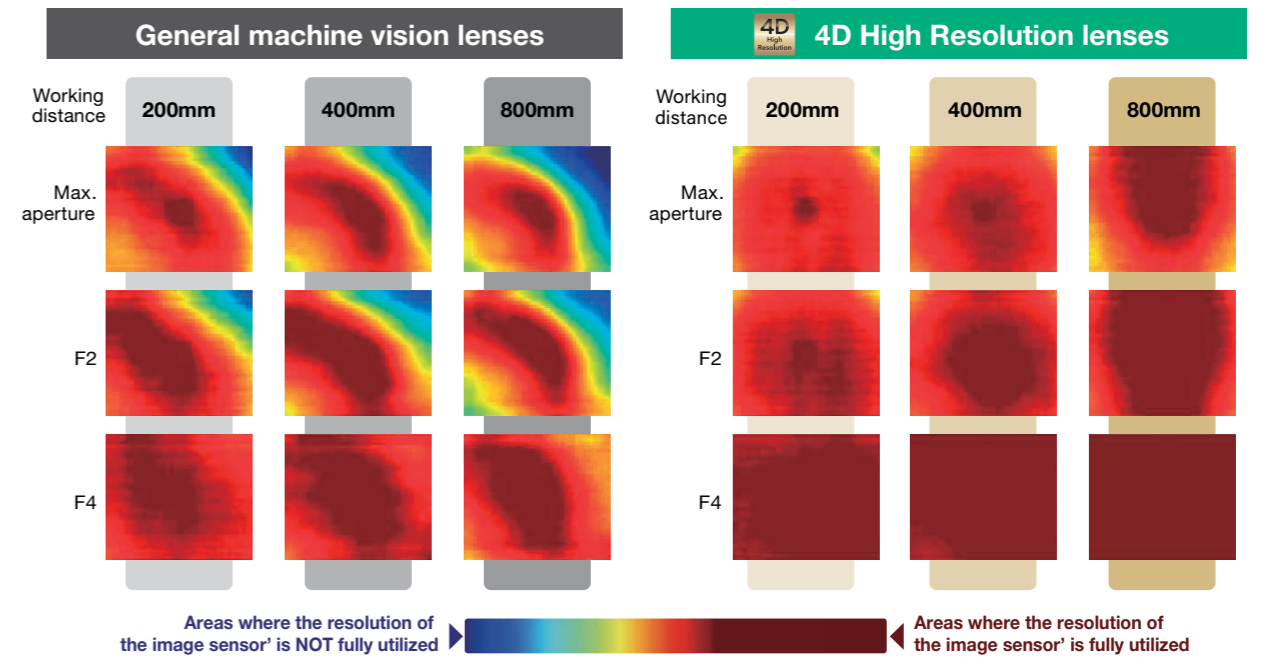 General machine vision lenses
4D
High
Resolution
4D High Resolution lenses
Working
distance
200mm
400mm
800mm
Working
distance
200mm
400mm
800mm
Max.
aperture
Max.
aperture
F2
F2
F4
F4
Areas where the resolution of
the image sensor’ is NOT fully utilized
Areas where the resolution of
the image sensor’ is fully utilized